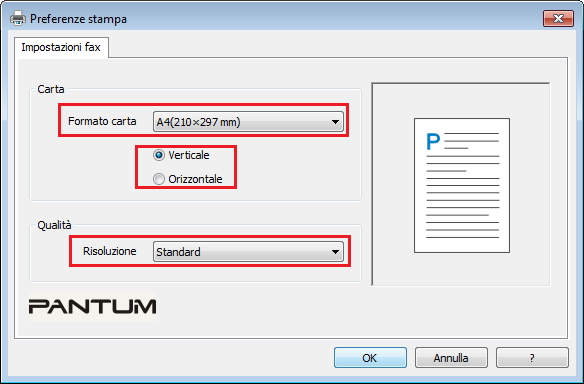 Preferenze stampa
Impostazioni fax
Carta
Formato carta A4(210×297 mm)
Verticale
Orizzontale
P
Qualità
Risoluzione Standard
PANTUM
OK Annulla ?